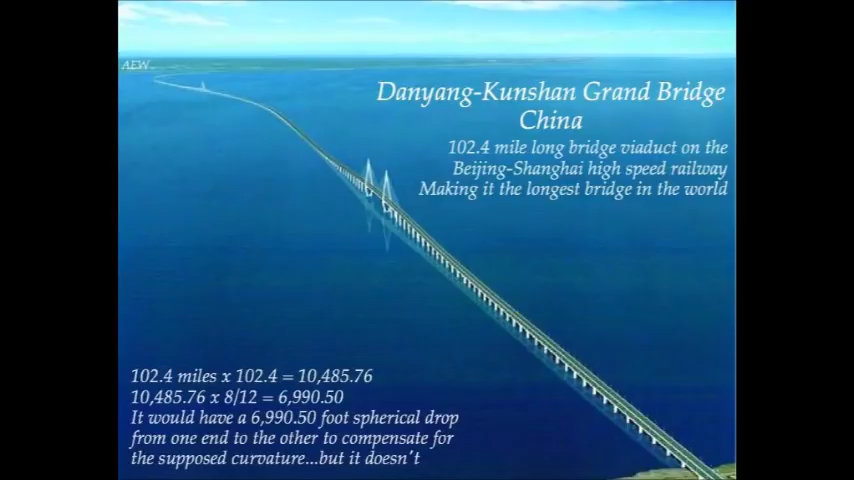 AEW
Danyang-Kunshan Grand Bridge
China
102.4 mile long bridge viaduct on the
Beijing-Shanghai high speed railway
Making it the longest bridge in the world
102.4 miles x 102.4 = 10,485.76
10,485.76 x 8/12 = 6,990.50
It would have a 6,990.50 foot spherical drop
from one end to the other to compensate for
the supposed curvature...but it doesn't